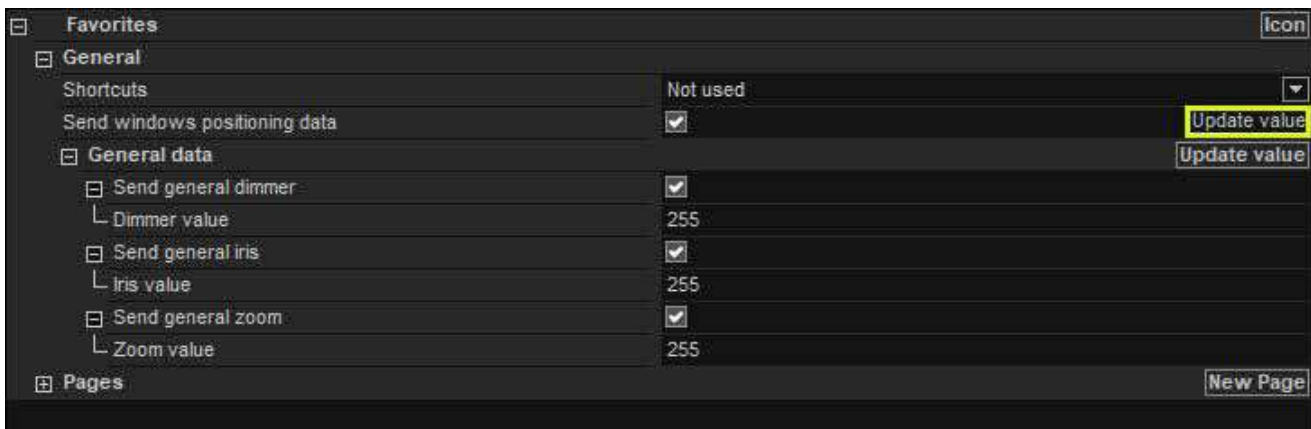 Favorites Icon
General
Shortcuts Not used
Send windows positioning data Update value
General data Update value
Send general dimmer
Dimmer value 255
Send general iris
Iris value 255
Send general zoom
Zoom value 255
Pages New Page